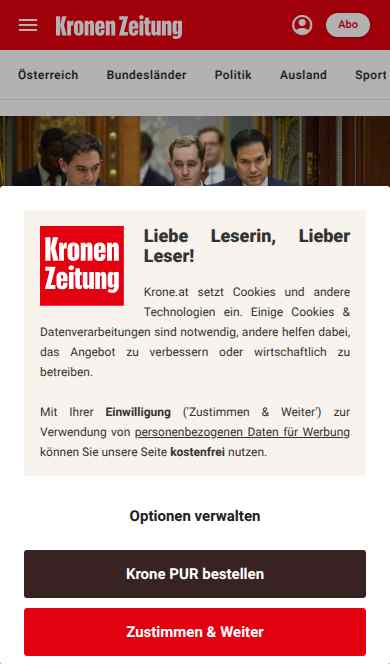 Kronen Zeitung
Abo
Österreich Bundesländer Politik Ausland Sport
Kronen
Zeitung
Liebe Leserin, Lieber
Leser!
Krone.at setzt Cookies und andere
Technologien ein. Einige Cookies &
Datenverarbeitungen sind notwendig, andere helfen dabei,
das Angebot zu verbessern oder wirtschaftlich zu
betreiben.
Mit Ihrer Einwilligung ('Zustimmen & Weiter') zur
Verwendung von personenbezogenen Daten für Werbung
können Sie unsere Seite kostenfrei nutzen.
Optionen verwalten
Krone PUR bestellen
Zustimmen & Weiter